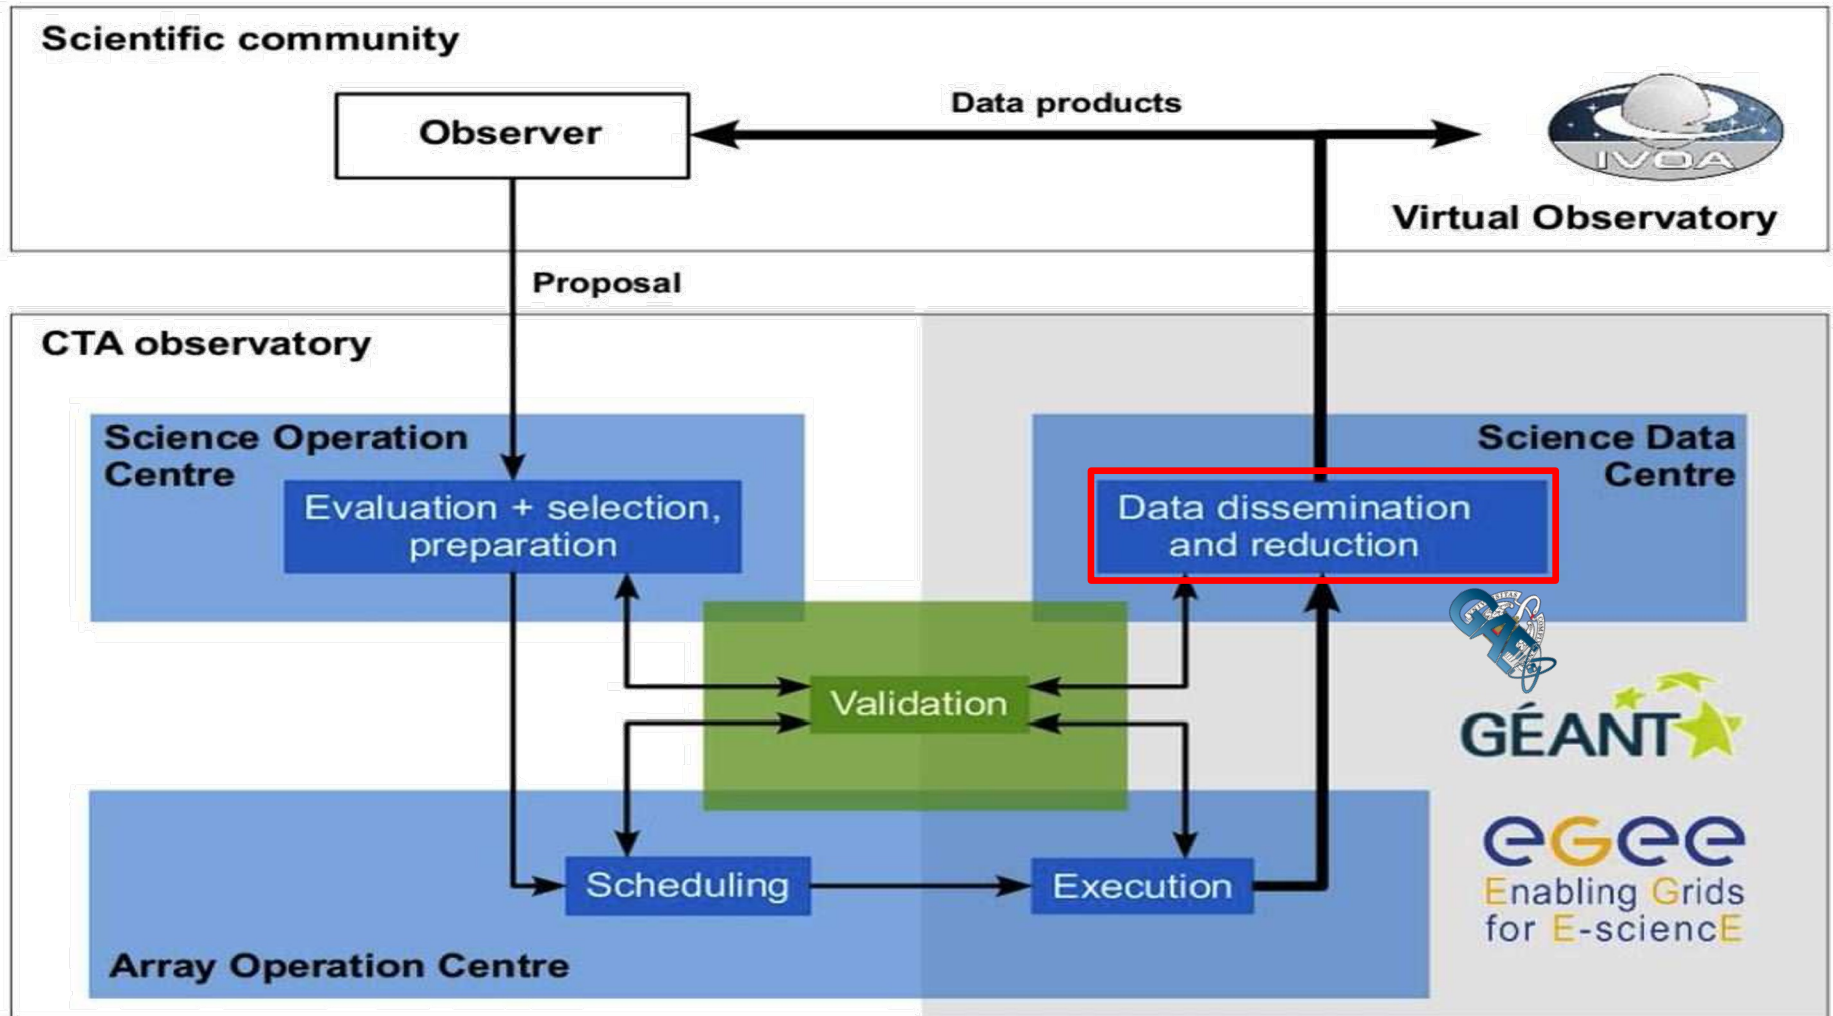 Scientific community
Observer
Data products
IVOA
Virtual Observatory
Proposal
CTA observatory
Science Operation
Centre
Evaluation + selection,
preparation
Science Data
Centre
Data dissemination
and reduction
GAE
Validation
GÉANT
Scheduling
Execution
eGee
Enabling Grids
for E-sciencE
Array Operation Centre